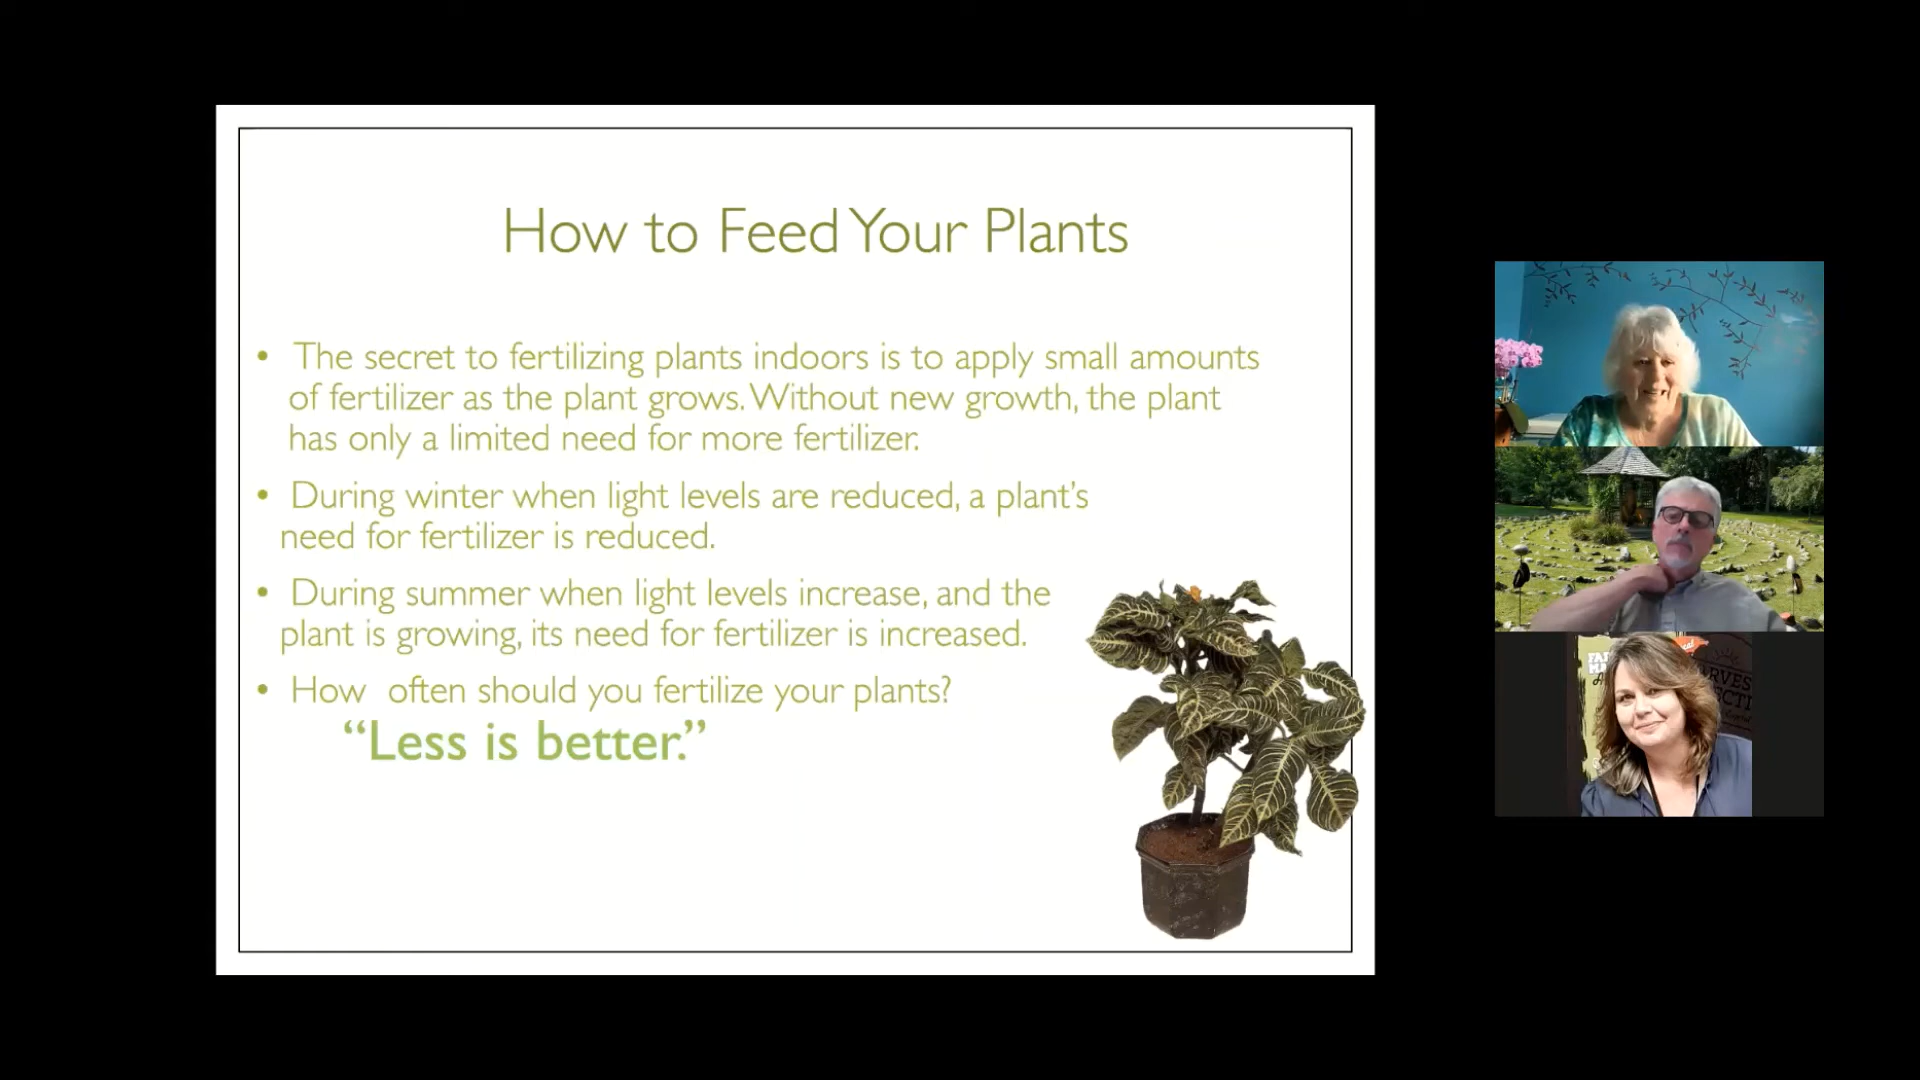 How to Feed Your Plants
• The secret to fertilizing plants indoors is to apply small amounts
of fertilizer as the plant grows. Without new growth, the plant
has only a limited need for more fertilizer.
• During winter when light levels are reduced, a plant’s
need for fertilizer is reduced.
• During summer when light levels increase, and the
plant is growing, its need for fertilizer is increased.
• How often should you fertilize your plants?
“Less is better.”